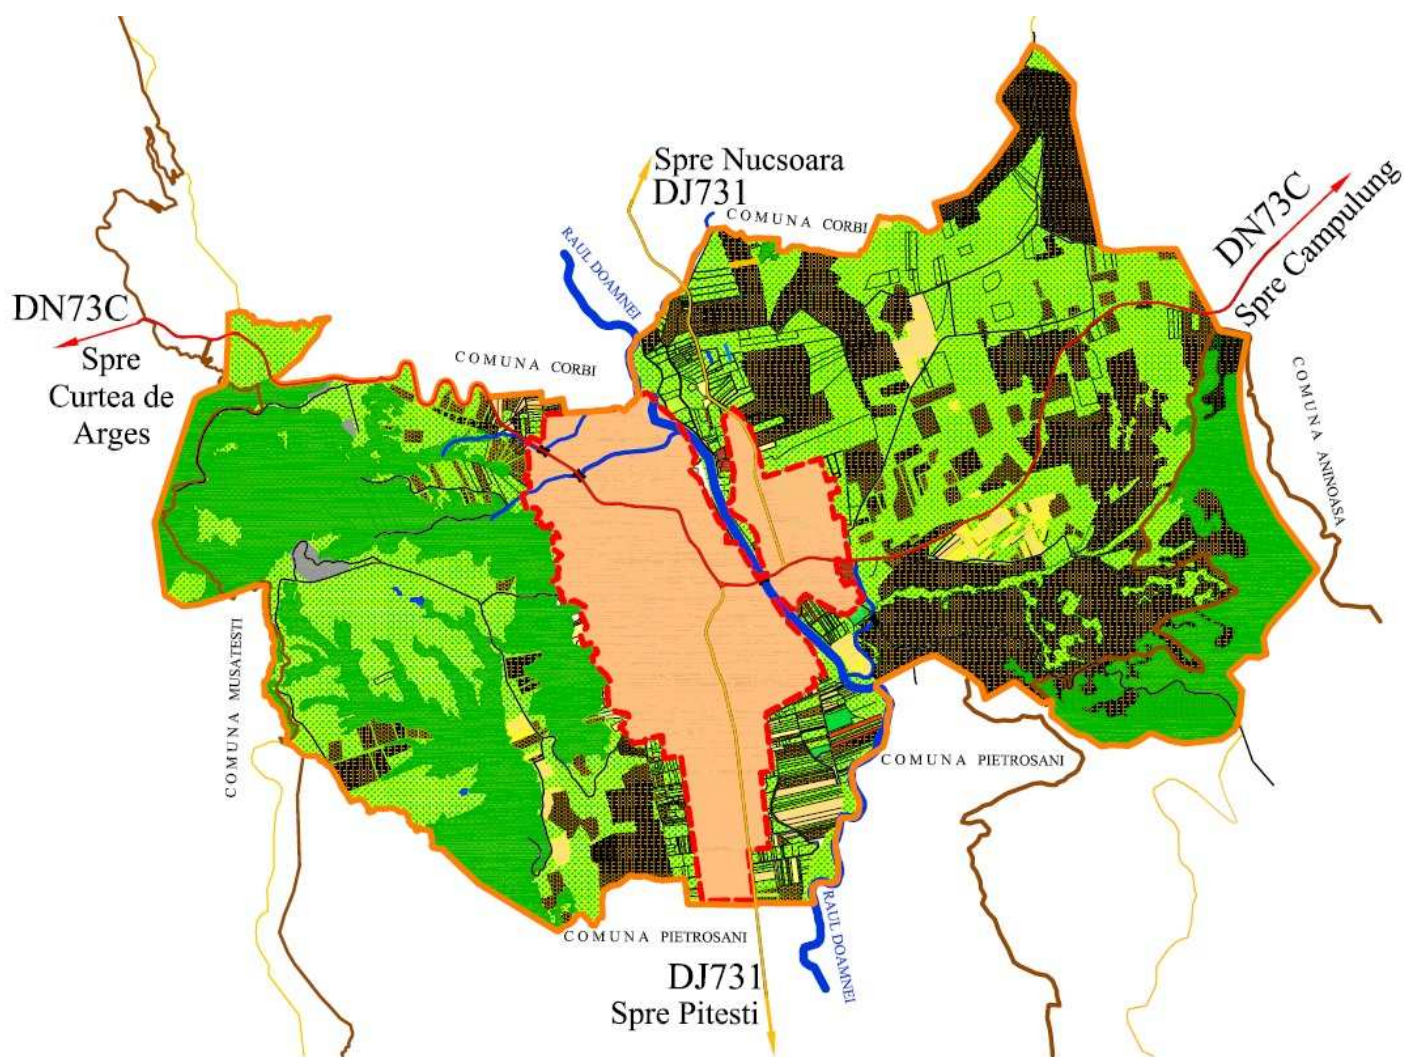 Spre Nucsoara
DJ731
COMUNA CORBI
DN73C
Spre Campulung
RAUL DOAMNEI
DN73C
Spre
Curtea de
Arges
COMUNA CORBI
COMUNA ANINOASA
COMUNA MUSATESTI
COMUNA PIETROSANI
COMUNA PIETROSANI
RAUL DOAMNEI
DJ731
Spre Pitesti